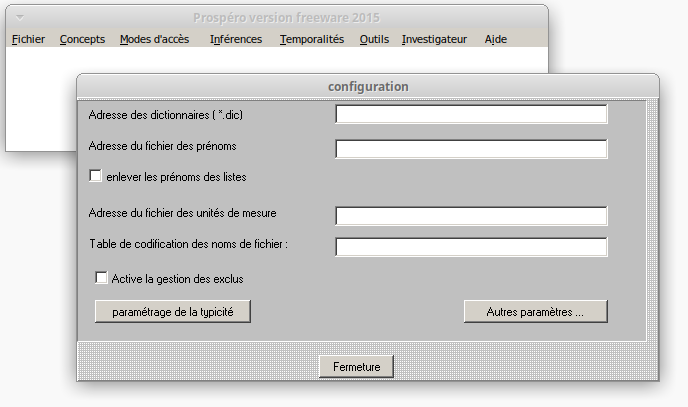 Prospéro version freeware 2015
Fichier Concepts Modes d'accès Inférences Temporalités Outils Investigateur Aide
configuration
Adresse des dictionnaires ( *.dic)
Adresse du fichier des prénoms
enlever les prénoms des listes
Adresse du fichier des unités de mesure
Table de codification des noms de fichier :
Active la gestion des exclus
paramétrage de la typicité Autres paramètres ...
Fermeture